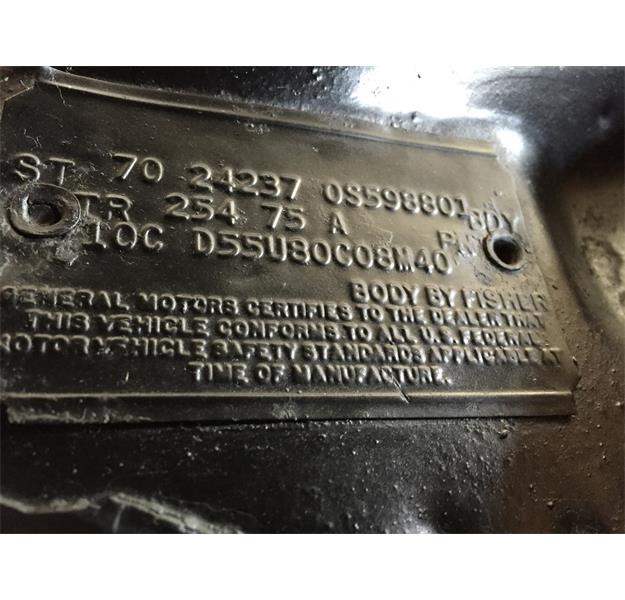 ST 70 24237 OS598801 BDY
TR 254 75 A PNT
10C D55U80C08M40
BODY BY FISHER
GENERAL MOTORS CERTIFIES TO THE DEALER THAT
THIS VEHICLE CONFORMS TO ALL U.S. FEDERAL
MOTOR VEHICLE SAFETY STANDARDS APPLICABLE AT
TIME OF MANUFACTURE.